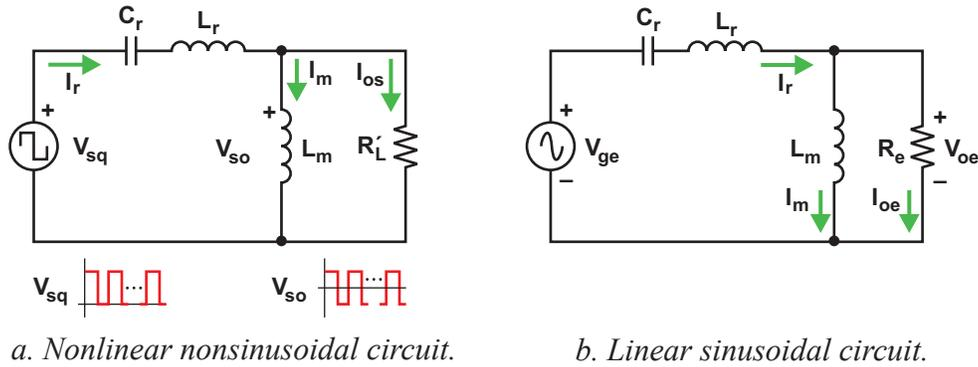 Cr Lr
Ir
Im
Ios
+
Vsq
+
Vso
Lm
R´L
Vsq
...
Vso
...
a. Nonlinear nonsinusoidal circuit.
Cr Lr
Ir
+
Vge
–
Lm
Re
+
Voe
–
Im
Ioe
b. Linear sinusoidal circuit.